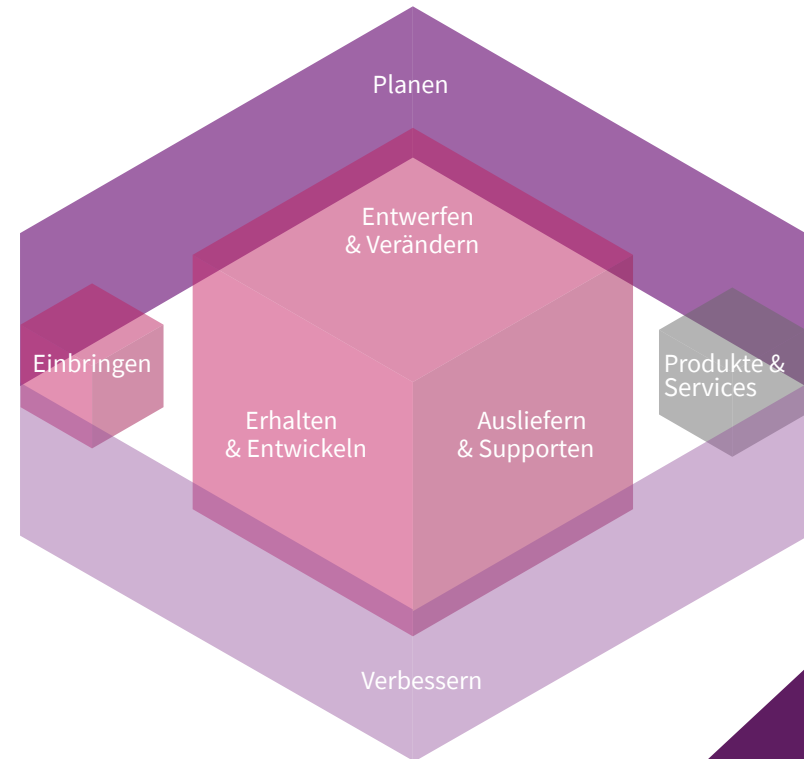 Planen
Entwerfen
& Verändern
Einbringen
Produkte &
Services
Erhalten
& Entwickeln
Ausliefern
& Supporten
Verbessern